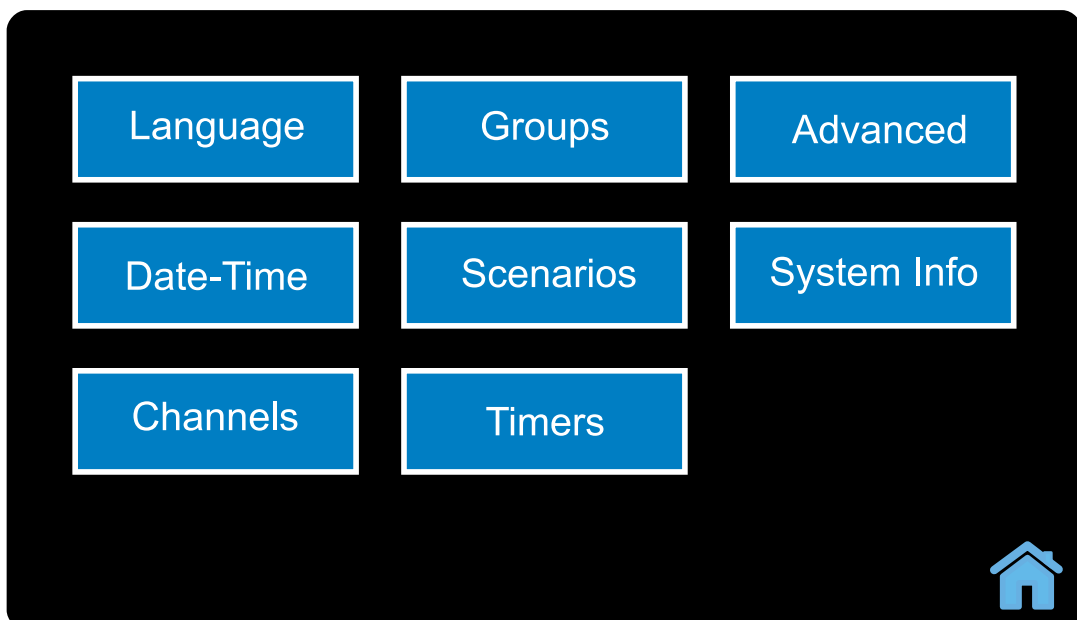 Language
Groups
Advanced
Date-Time
Scenarios
System Info
Channels
Timers